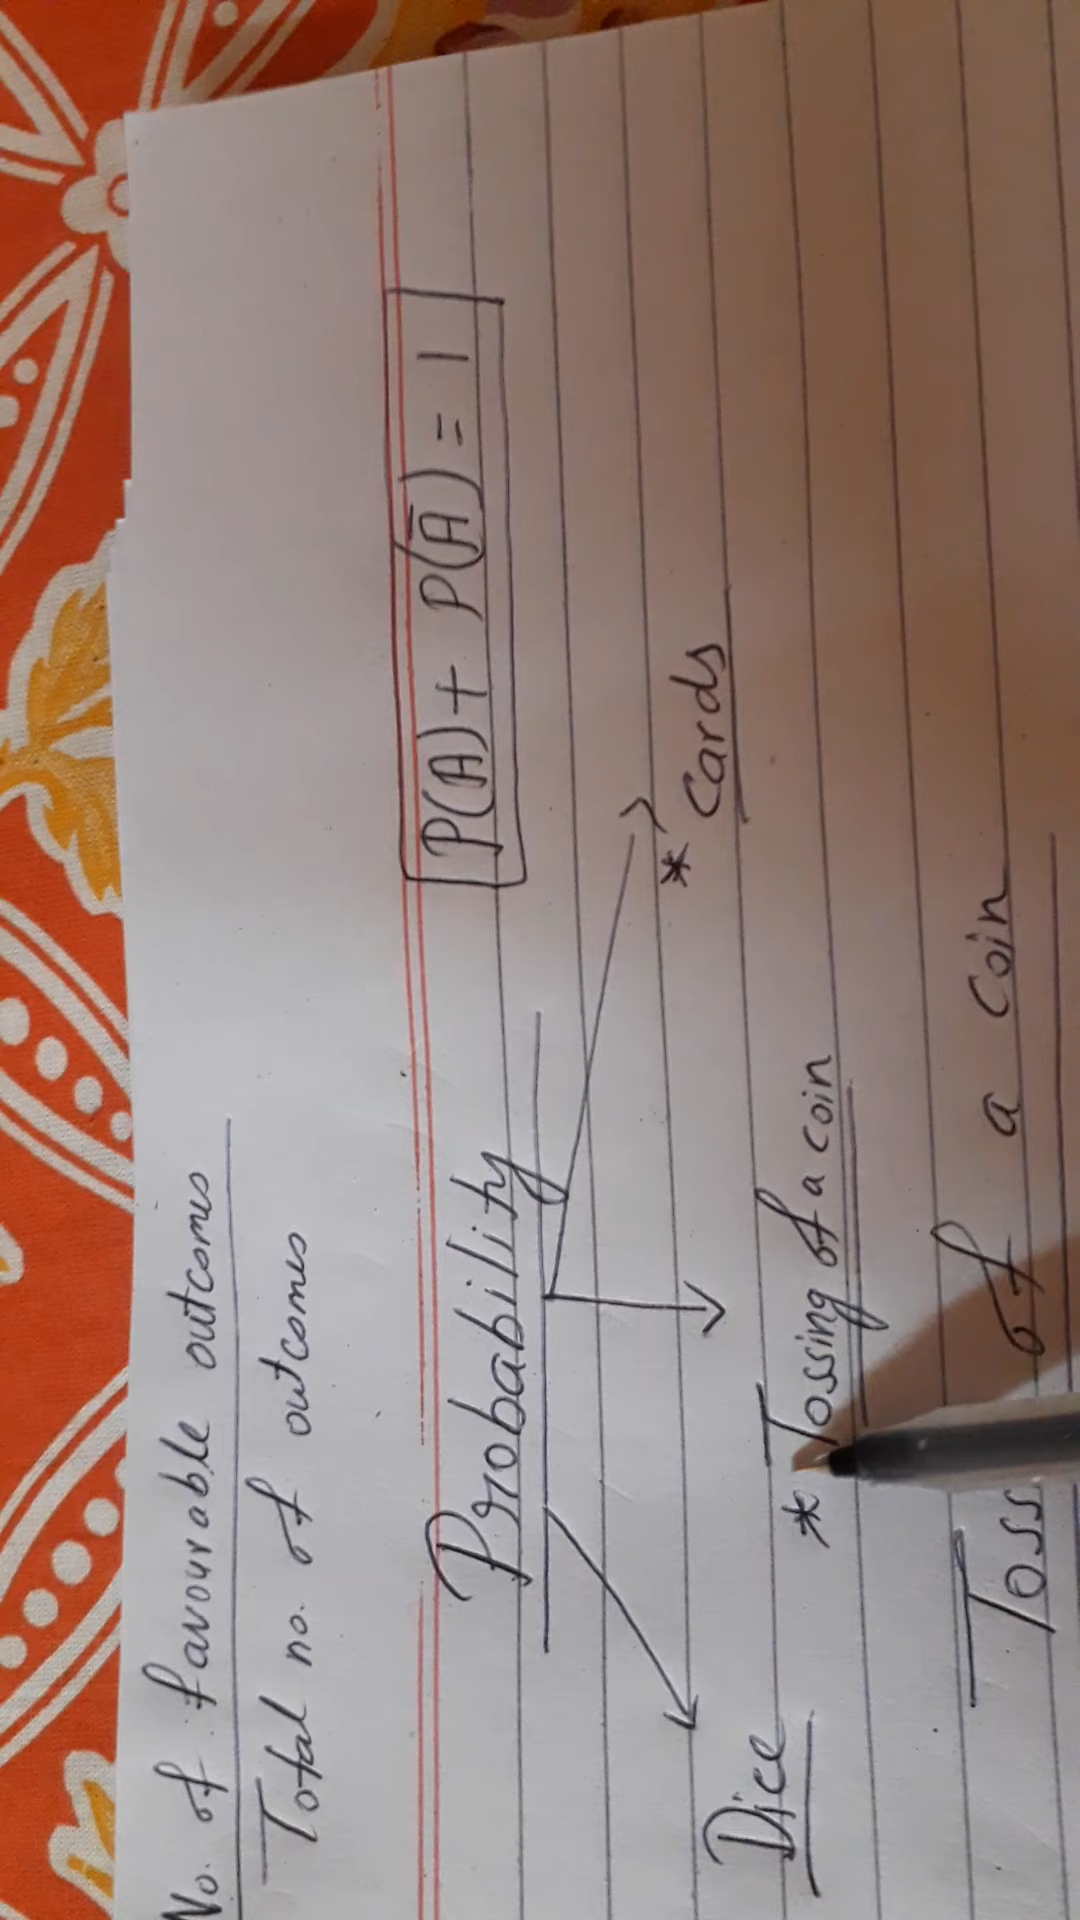 No. of favourable outcomes
Total no. of outcomes
Probability
P(A) + P(Ā) = 1
Dice
* Tossing of a coin
* Cards
Toss of a coin